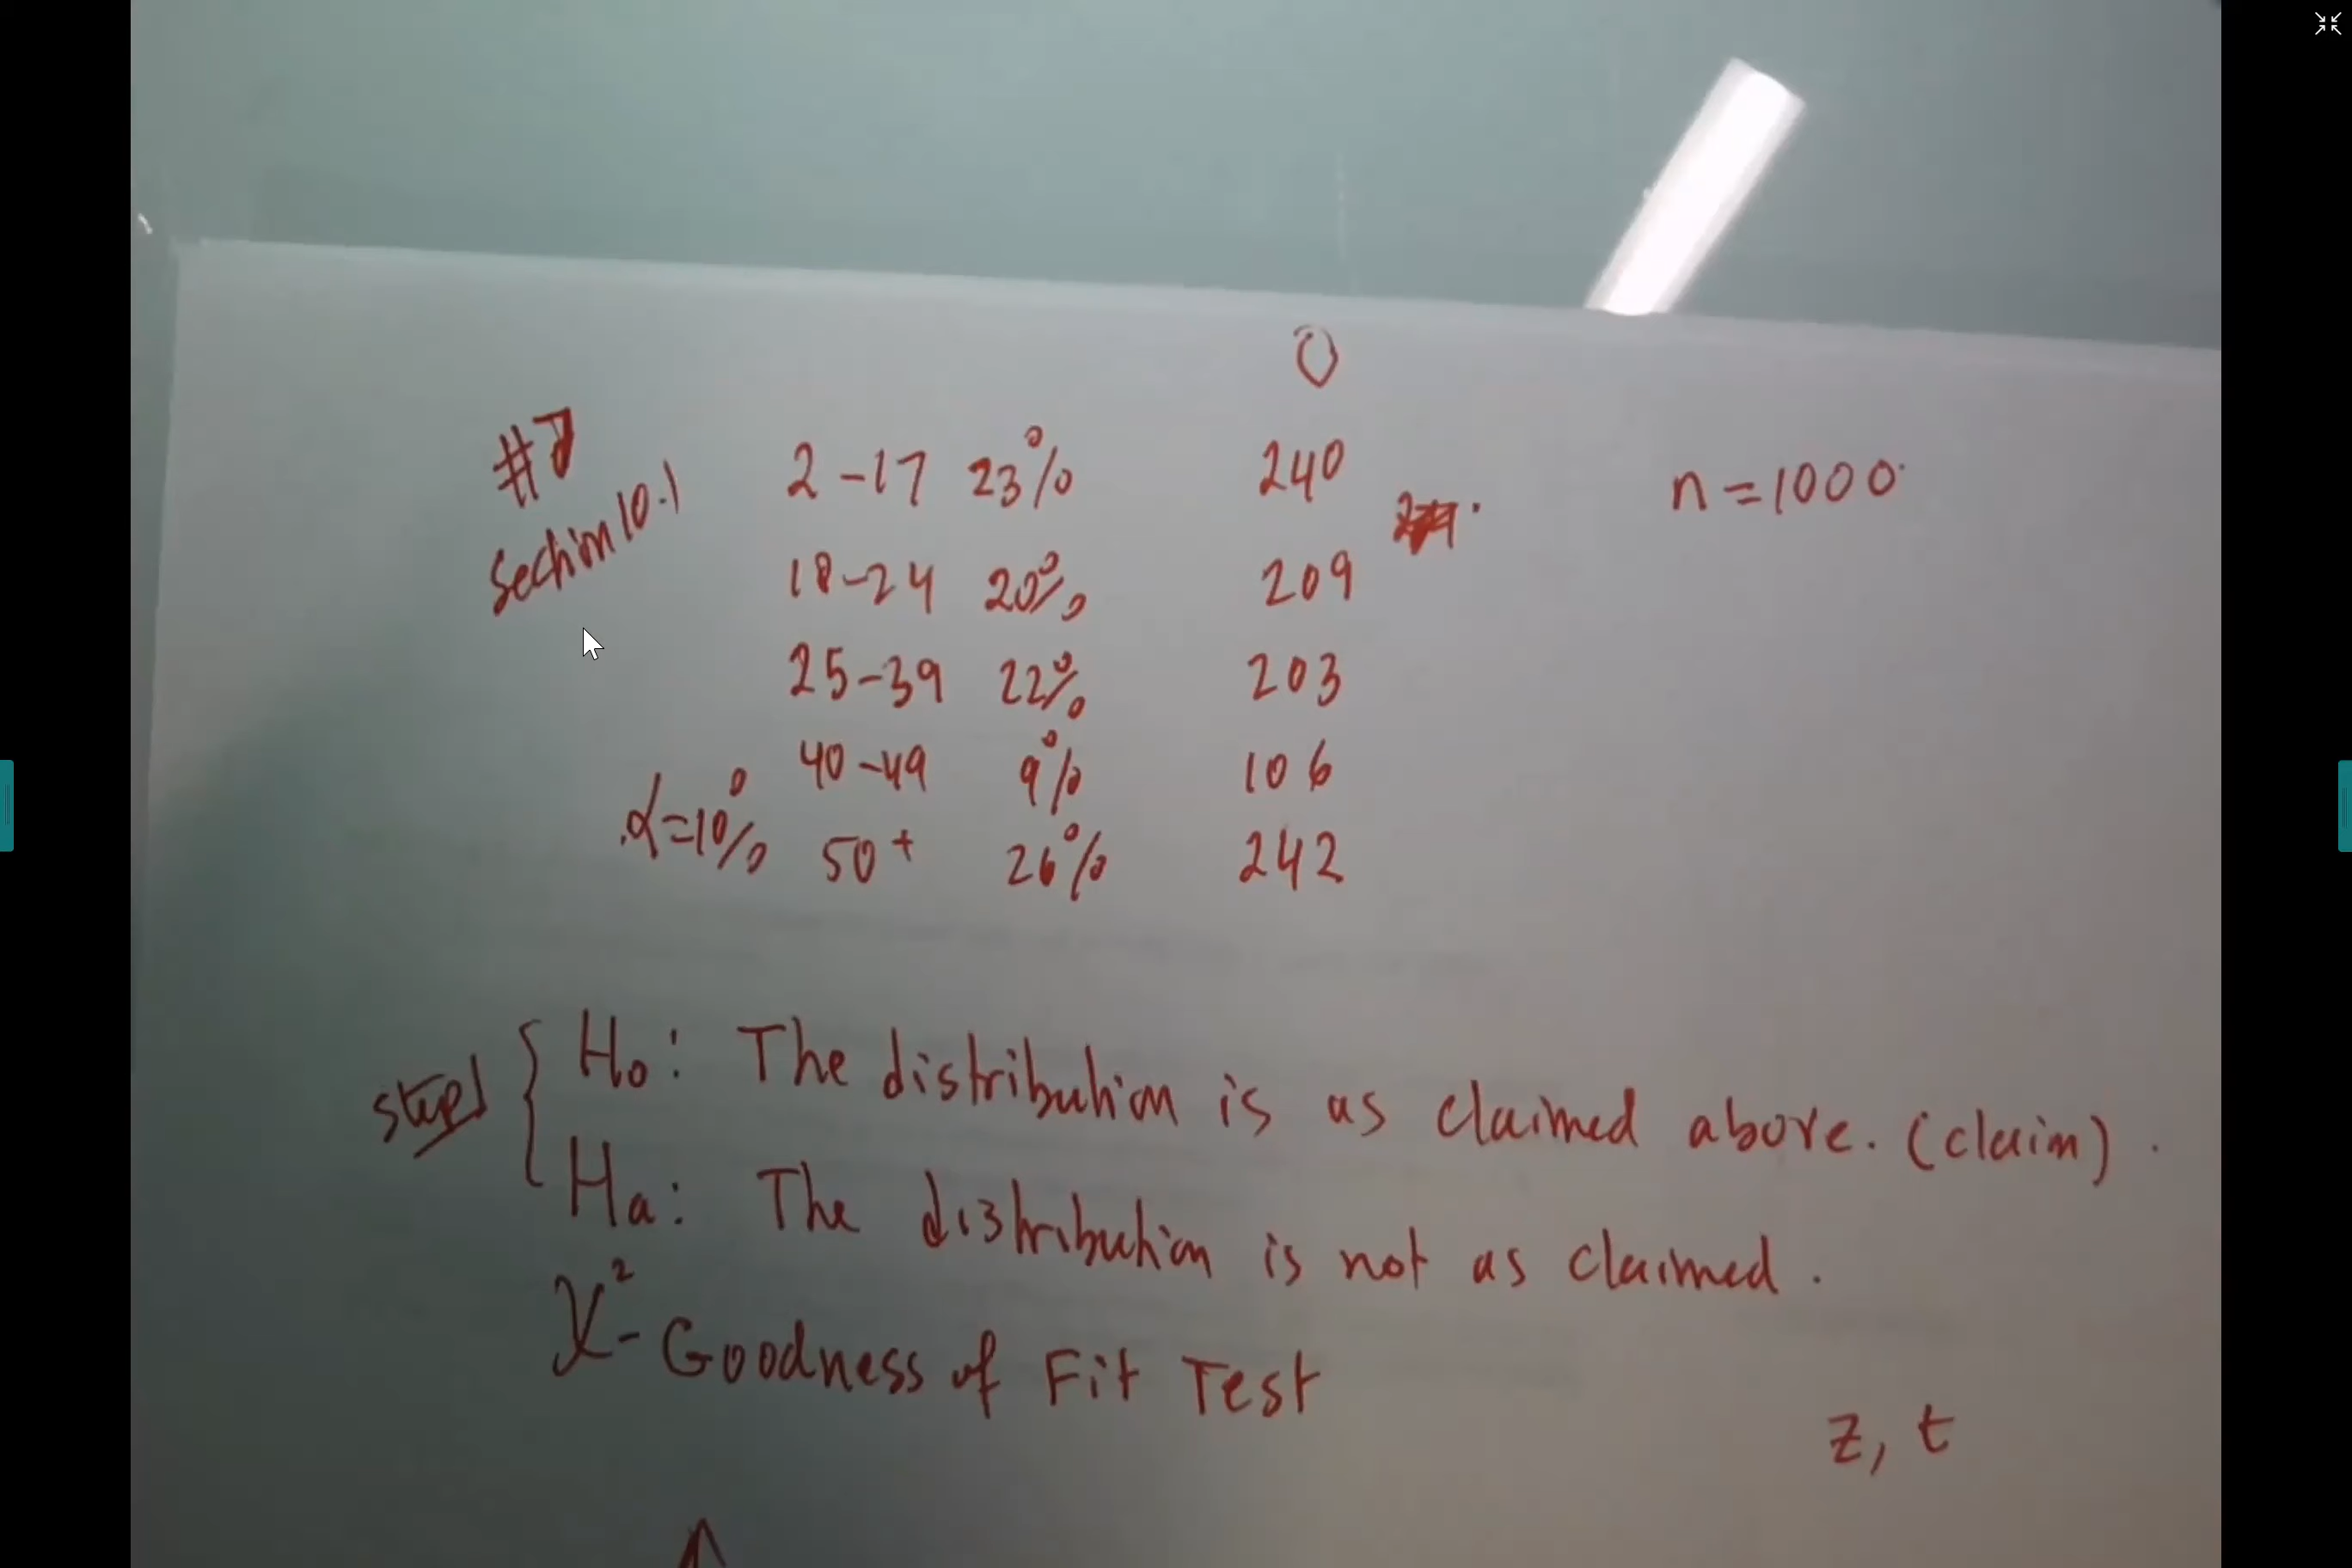 O
#7
Section 10.1
2-17 23% 240
n=1000
18-24 20% 209
25-39 22% 203
40-49 9% 106
α=10%
50+ 26% 242
Step1
H₀: The distribution is as claimed above. (claim).
Ha: The distribution is not as claimed.
χ²- Goodness of Fit Test
z, t